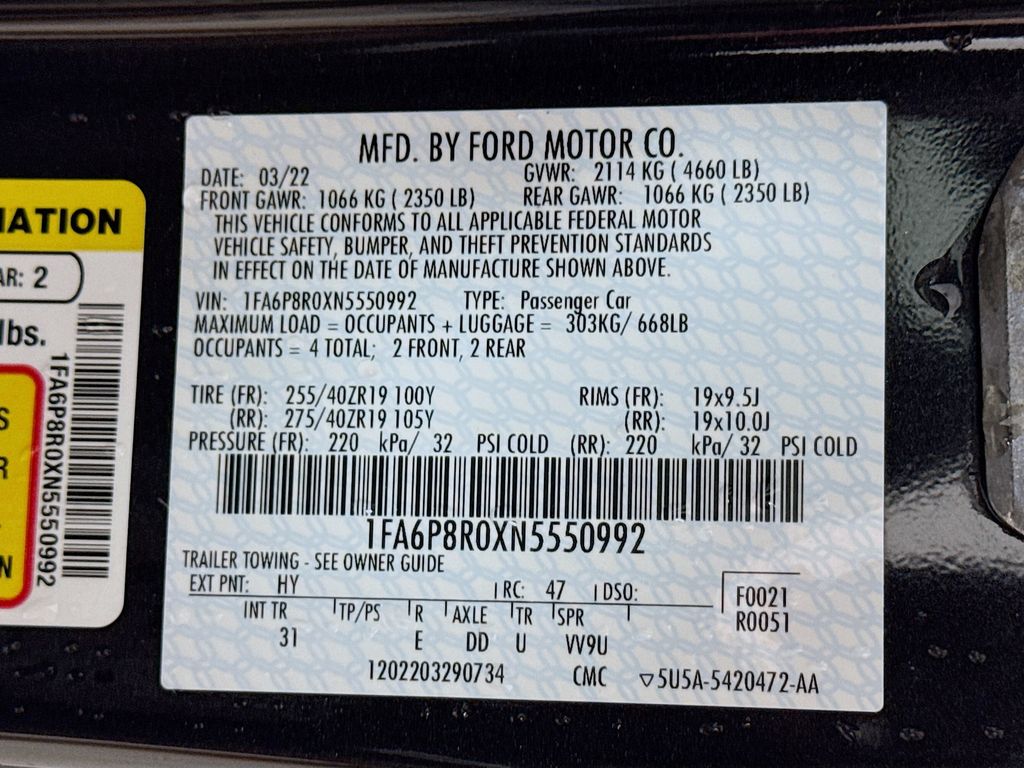 MFD. BY FORD MOTOR CO.
DATE: 03/22 GVWR: 2114 KG ( 4660 LB)
FRONT GAWR: 1066 KG ( 2350 LB) REAR GAWR: 1066 KG ( 2350 LB)
THIS VEHICLE CONFORMS TO ALL APPLICABLE FEDERAL MOTOR
VEHICLE SAFETY, BUMPER, AND THEFT PREVENTION STANDARDS
IN EFFECT ON THE DATE OF MANUFACTURE SHOWN ABOVE.
VIN: 1FA6P8R0XN5550992 TYPE: Passenger Car
MAXIMUM LOAD = OCCUPANTS + LUGGAGE = 303KG/ 668LB
OCCUPANTS = 4 TOTAL; 2 FRONT, 2 REAR
TIRE (FR): 255/40ZR19 100Y RIMS (FR): 19x9.5J
(RR): 275/40ZR19 105Y (RR): 19x10.0J
PRESSURE (FR): 220 kPa/ 32 PSI COLD (RR): 220 kPa/ 32 PSI COLD
1FA6P8R0XN5550992
TRAILER TOWING - SEE OWNER GUIDE
EXT PNT: HY RC: 47 DSO:
F0021
R0051
INT TR TP/PS R AXLE TR SPR
31 E DD U VV9U
1202203290734 CMC ▽5U5A-5420472-AA
MATION
AR: 2
lbs.
S
R
N
1FA6P8R0XN5550992